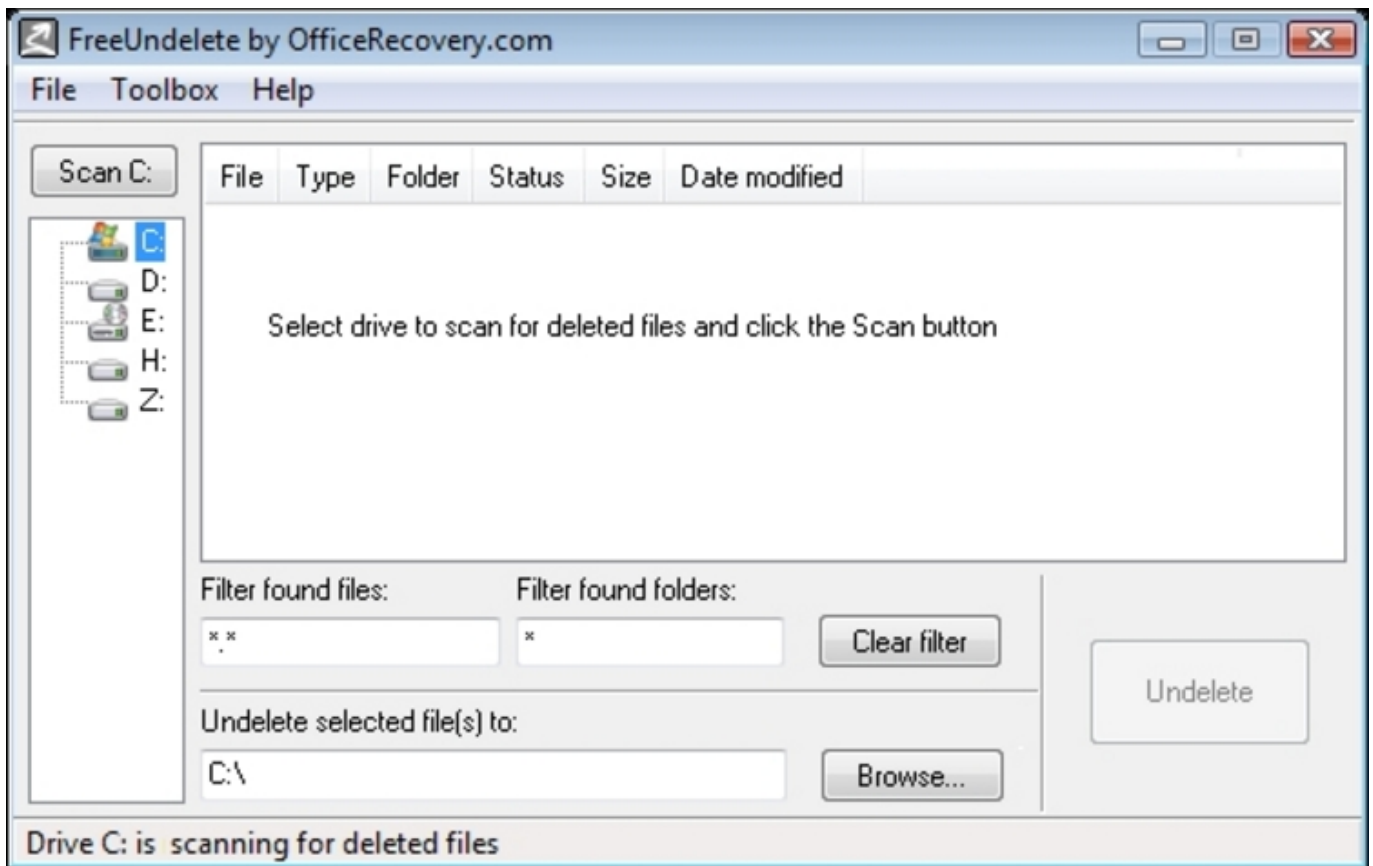 FreeUndelete by OfficeRecovery.com
File Toolbox Help
Scan C:
File Type Folder Status Size Date modified
C:
D:
E:
H:
Z:
Select drive to scan for deleted files and click the Scan button
Filter found files: Filter found folders:
*.* * Clear filter
Undelete
Undelete selected file(s) to:
C:\ Browse...
Drive C: is scanning for deleted files